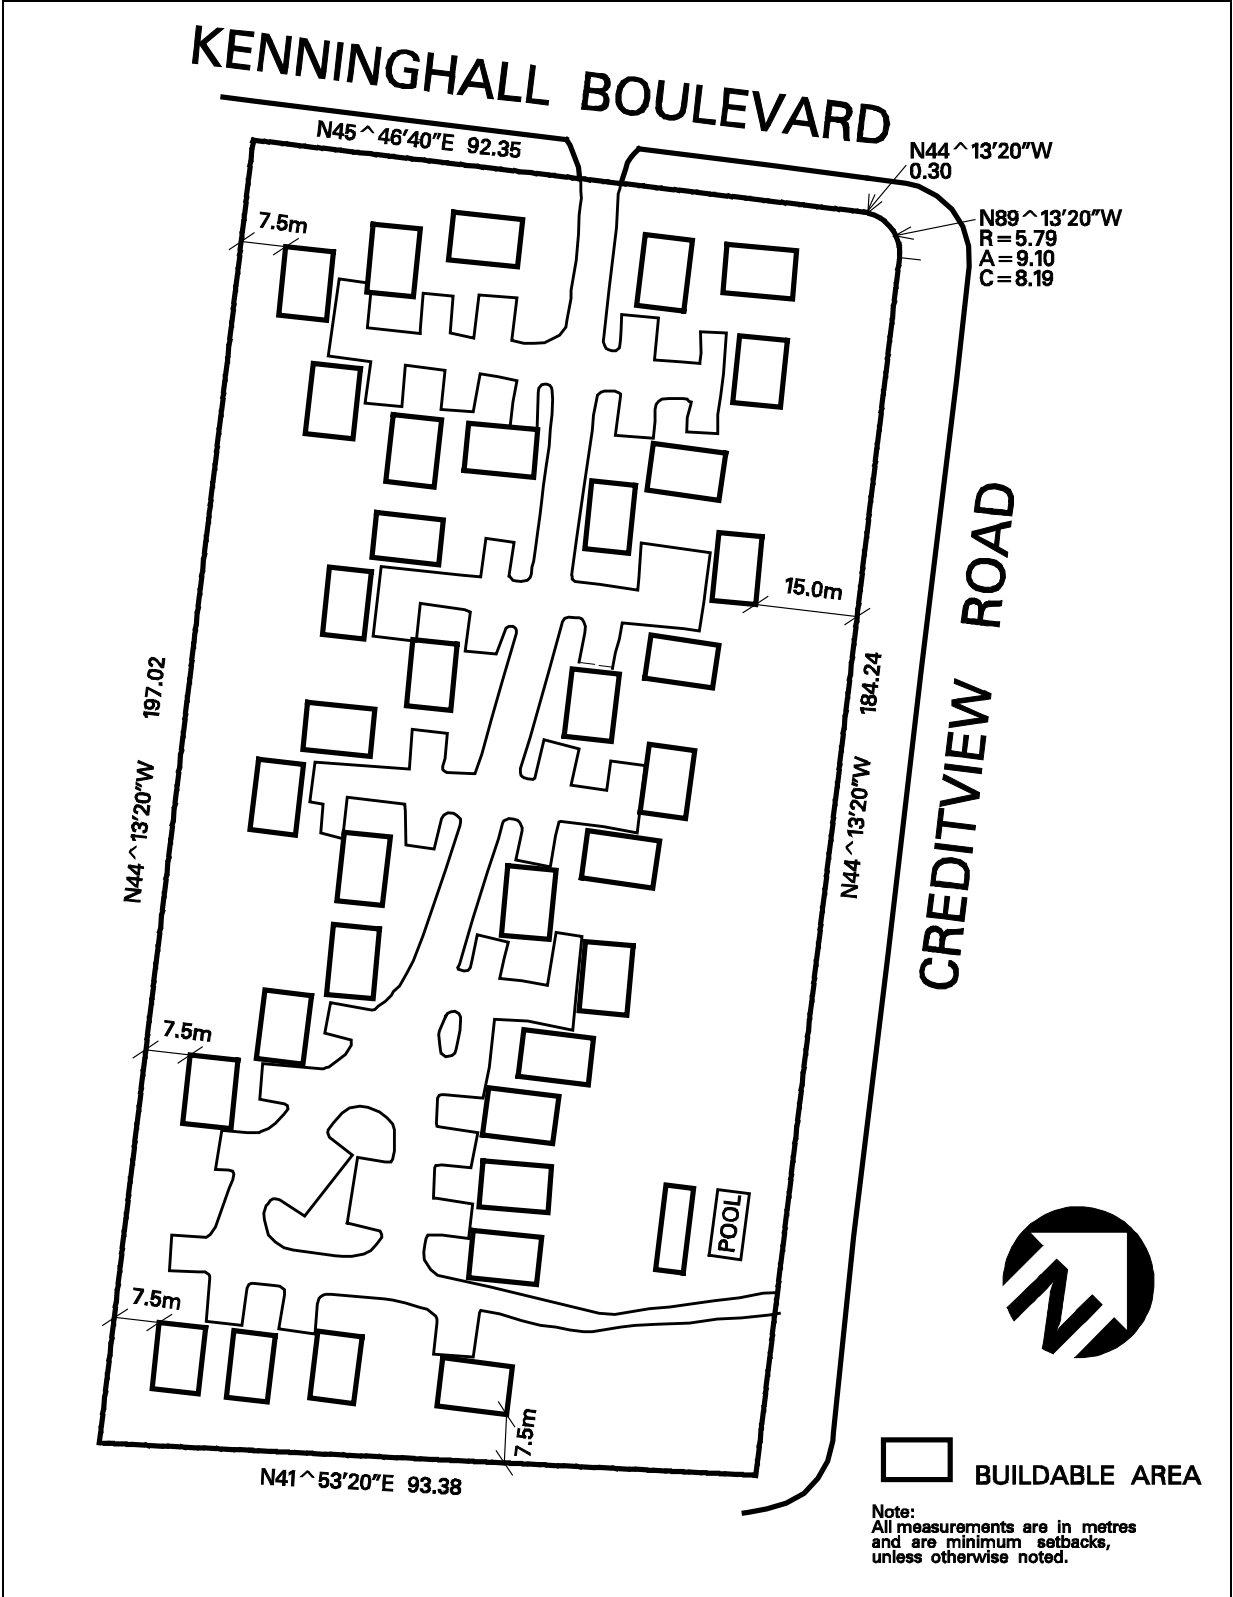 KENNINGHALL BOULEVARD
N45^46'40"E 92.35
N44^13'20"W
0.30
N89^13'20"W
R=5.79
A=9.10
C=8.19
7.5m
15.0m
CREDITVIEW ROAD
N44^13'20"W 197.02
N44^13'20"W 184.24
7.5m
POOL
7.5m
7.5m
N41^53'20"E 93.38
N
BUILDABLE AREA
Note:
All measurements are in metres
and are minimum setbacks,
unless otherwise noted.